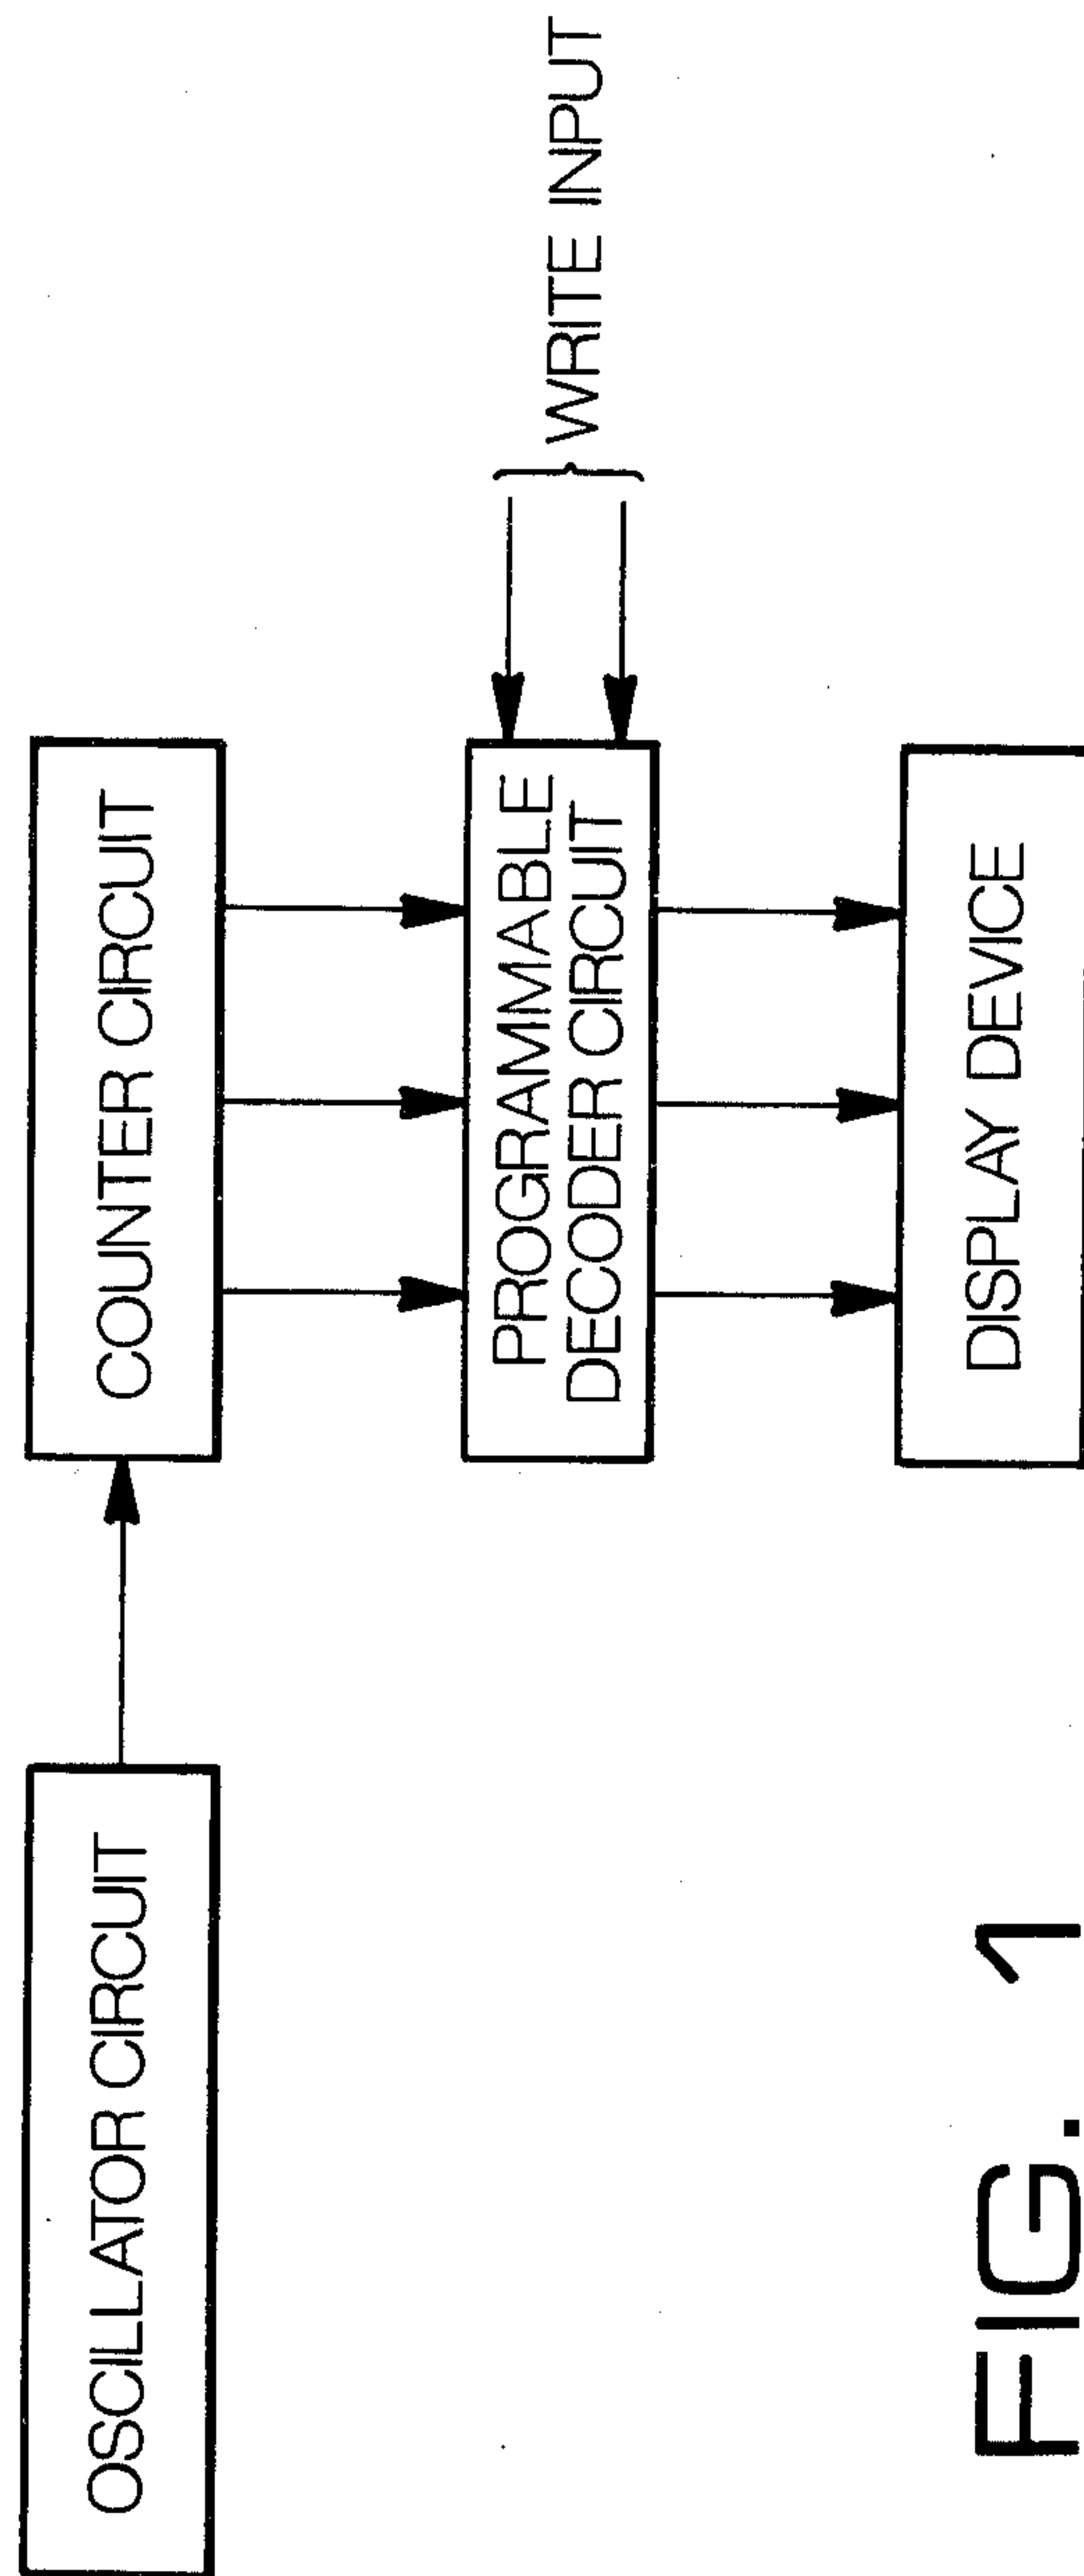 OSCILLATOR CIRCUIT
COUNTER CIRCUIT
PROGRAMMABLE
DECODER CIRCUIT
WRITE INPUT
DISPLAY DEVICE
FIG. 1